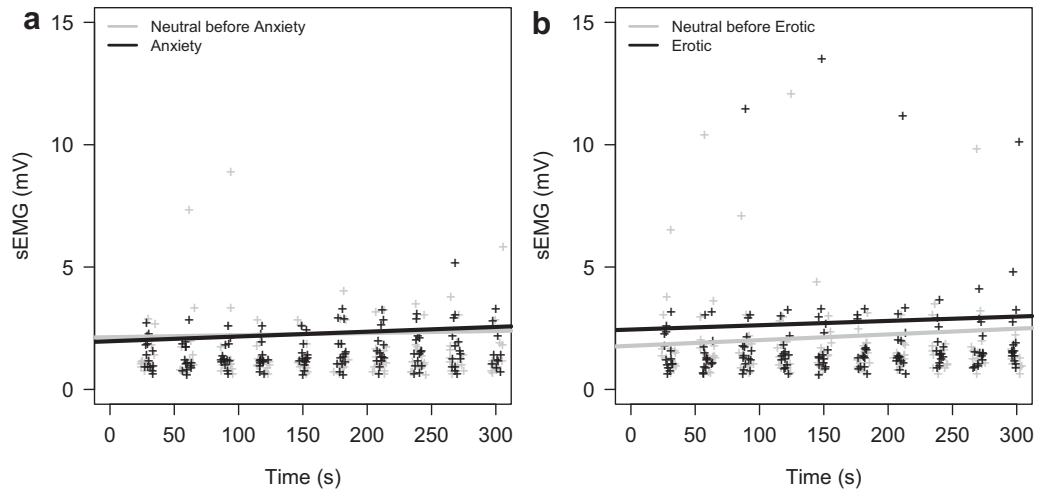 a
Neutral before Anxiety
Anxiety
15
10
5
0
sEMG (mV)
0 50 100 150 200 250 300
Time (s)
b
Neutral before Erotic
Erotic
15
10
5
0
sEMG (mV)
0 50 100 150 200 250 300
Time (s)